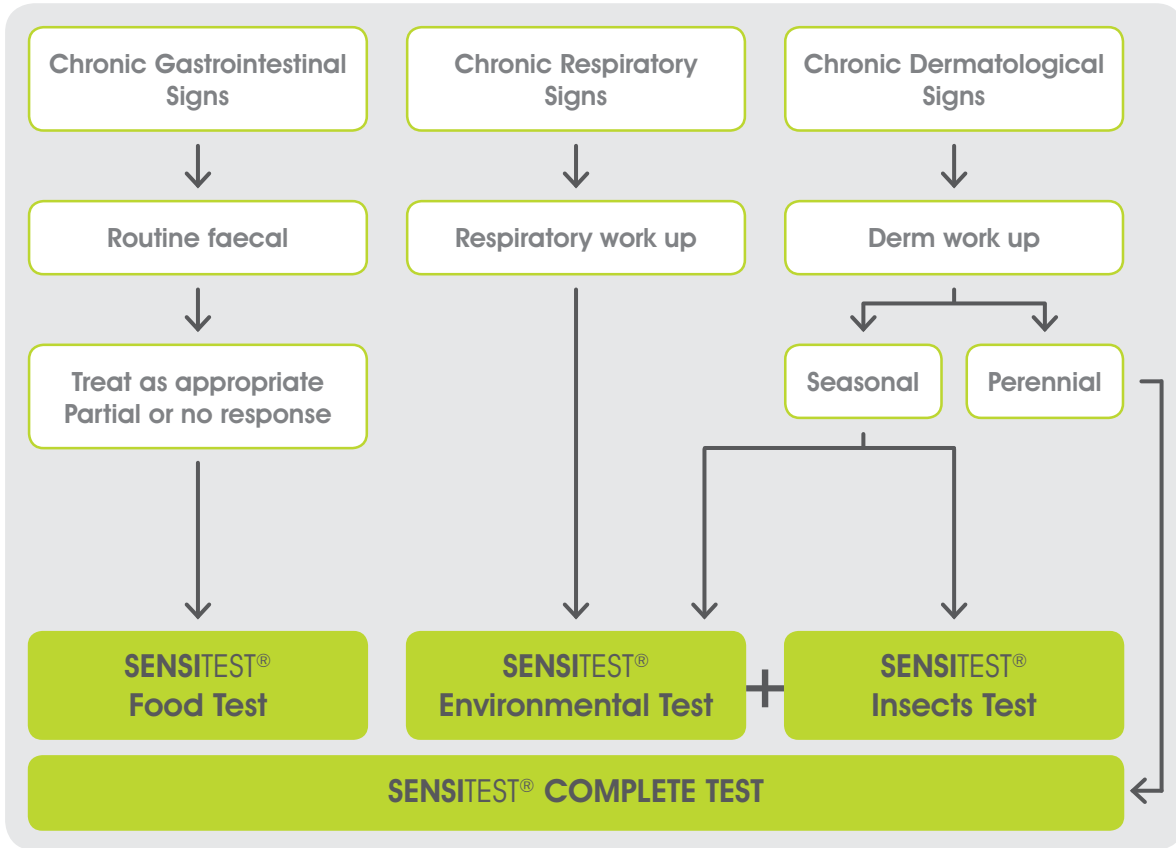 Chronic Gastrointestinal
Signs
Chronic Respiratory
Signs
Chronic Dermatological
Signs
Routine faecal
Respiratory work up
Derm work up
Treat as appropriate
Partial or no response
Seasonal
Perennial
SENSITEST®
Food Test
SENSITEST®
Environmental Test
+
SENSITEST®
Insects Test
SENSITEST® COMPLETE TEST